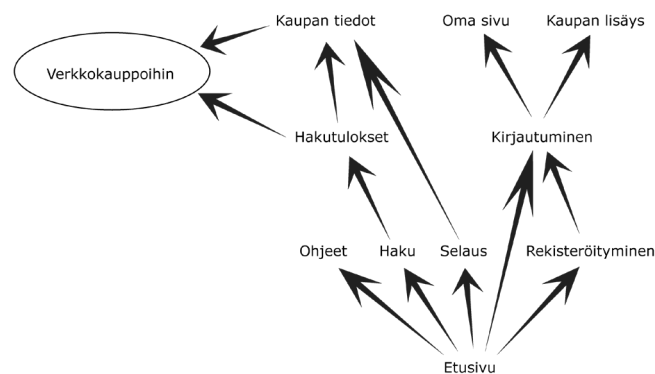 Kaupan tiedot
Oma sivu
Kaupan lisäys
Verkkokauppoihin
Hakutulokset
Kirjautuminen
Ohjeet
Haku
Selaus
Rekisteröityminen
Etusivu